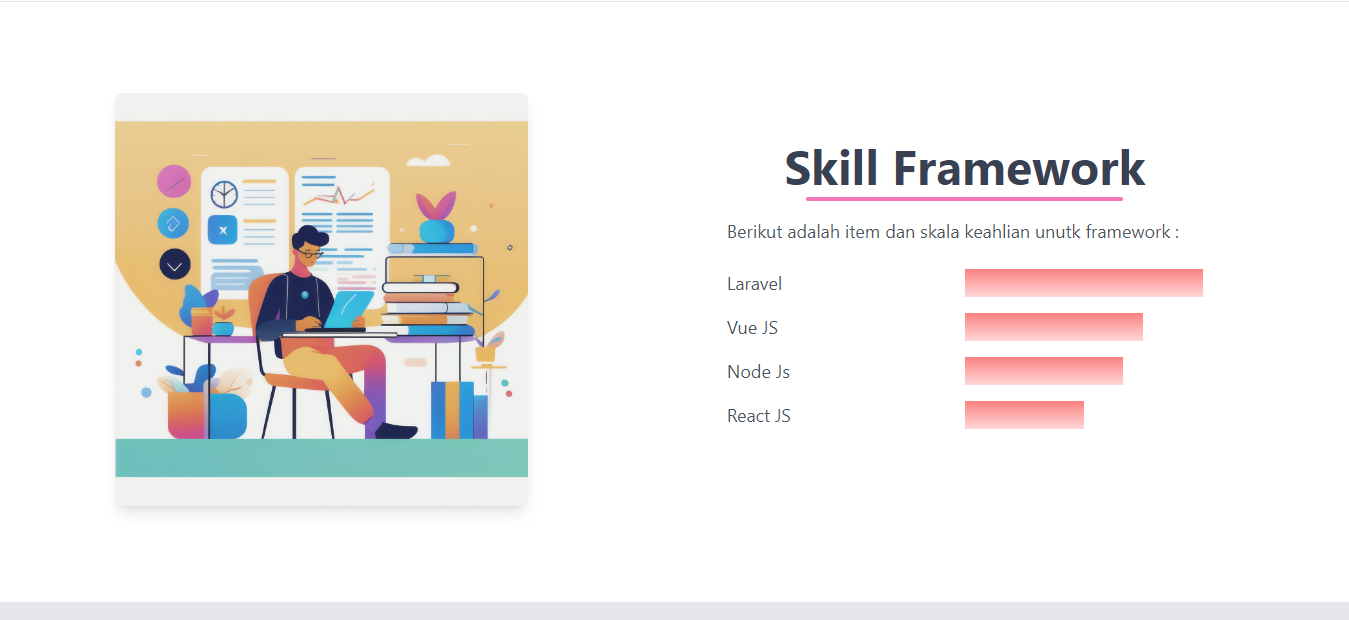 Skill Framework
Berikut adalah item dan skala keahlian unutk framework :
Laravel
Vue JS
Node Js
React JS